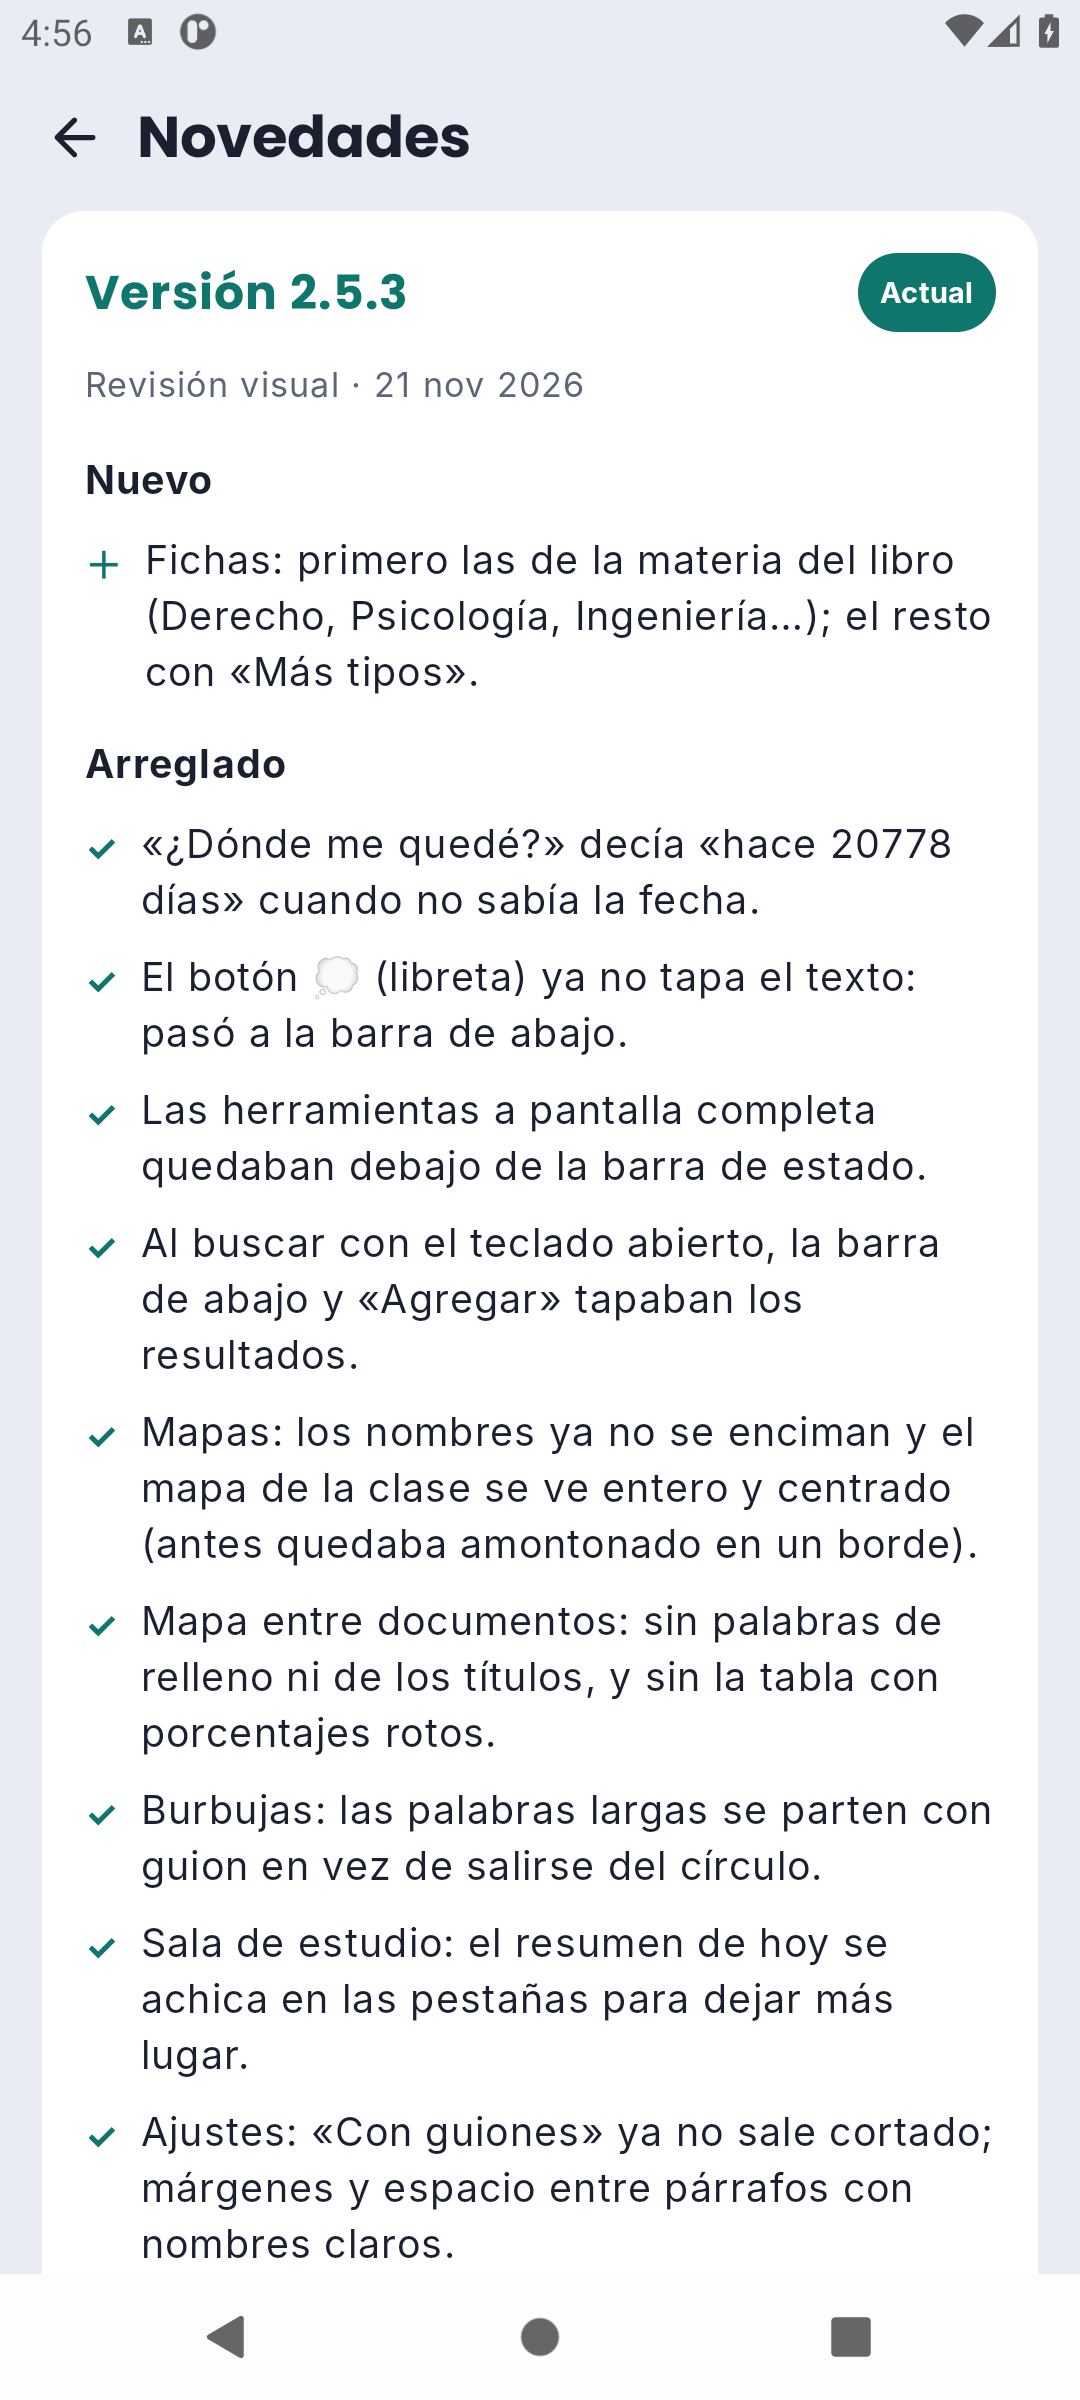 4:56
Novedades
Versión 2.5.3
Actual
Revisión visual · 21 nov 2026
Nuevo
Fichas: primero las de la materia del libro
(Derecho, Psicología, Ingeniería...); el resto
con «Más tipos».
Arreglado
«¿Dónde me quedé?» decía «hace 20778
días» cuando no sabía la fecha.
El botón 💭 (libreta) ya no tapa el texto:
pasó a la barra de abajo.
Las herramientas a pantalla completa
quedaban debajo de la barra de estado.
Al buscar con el teclado abierto, la barra
de abajo y «Agregar» tapaban los
resultados.
Mapas: los nombres ya no se enciman y el
mapa de la clase se ve entero y centrado
(antes quedaba amontonado en un borde).
Mapa entre documentos: sin palabras de
relleno ni de los títulos, y sin la tabla con
porcentajes rotos.
Burbujas: las palabras largas se parten con
guion en vez de salirse del círculo.
Sala de estudio: el resumen de hoy se
achica en las pestañas para dejar más
lugar.
Ajustes: «Con guiones» ya no sale cortado;
márgenes y espacio entre párrafos con
nombres claros.